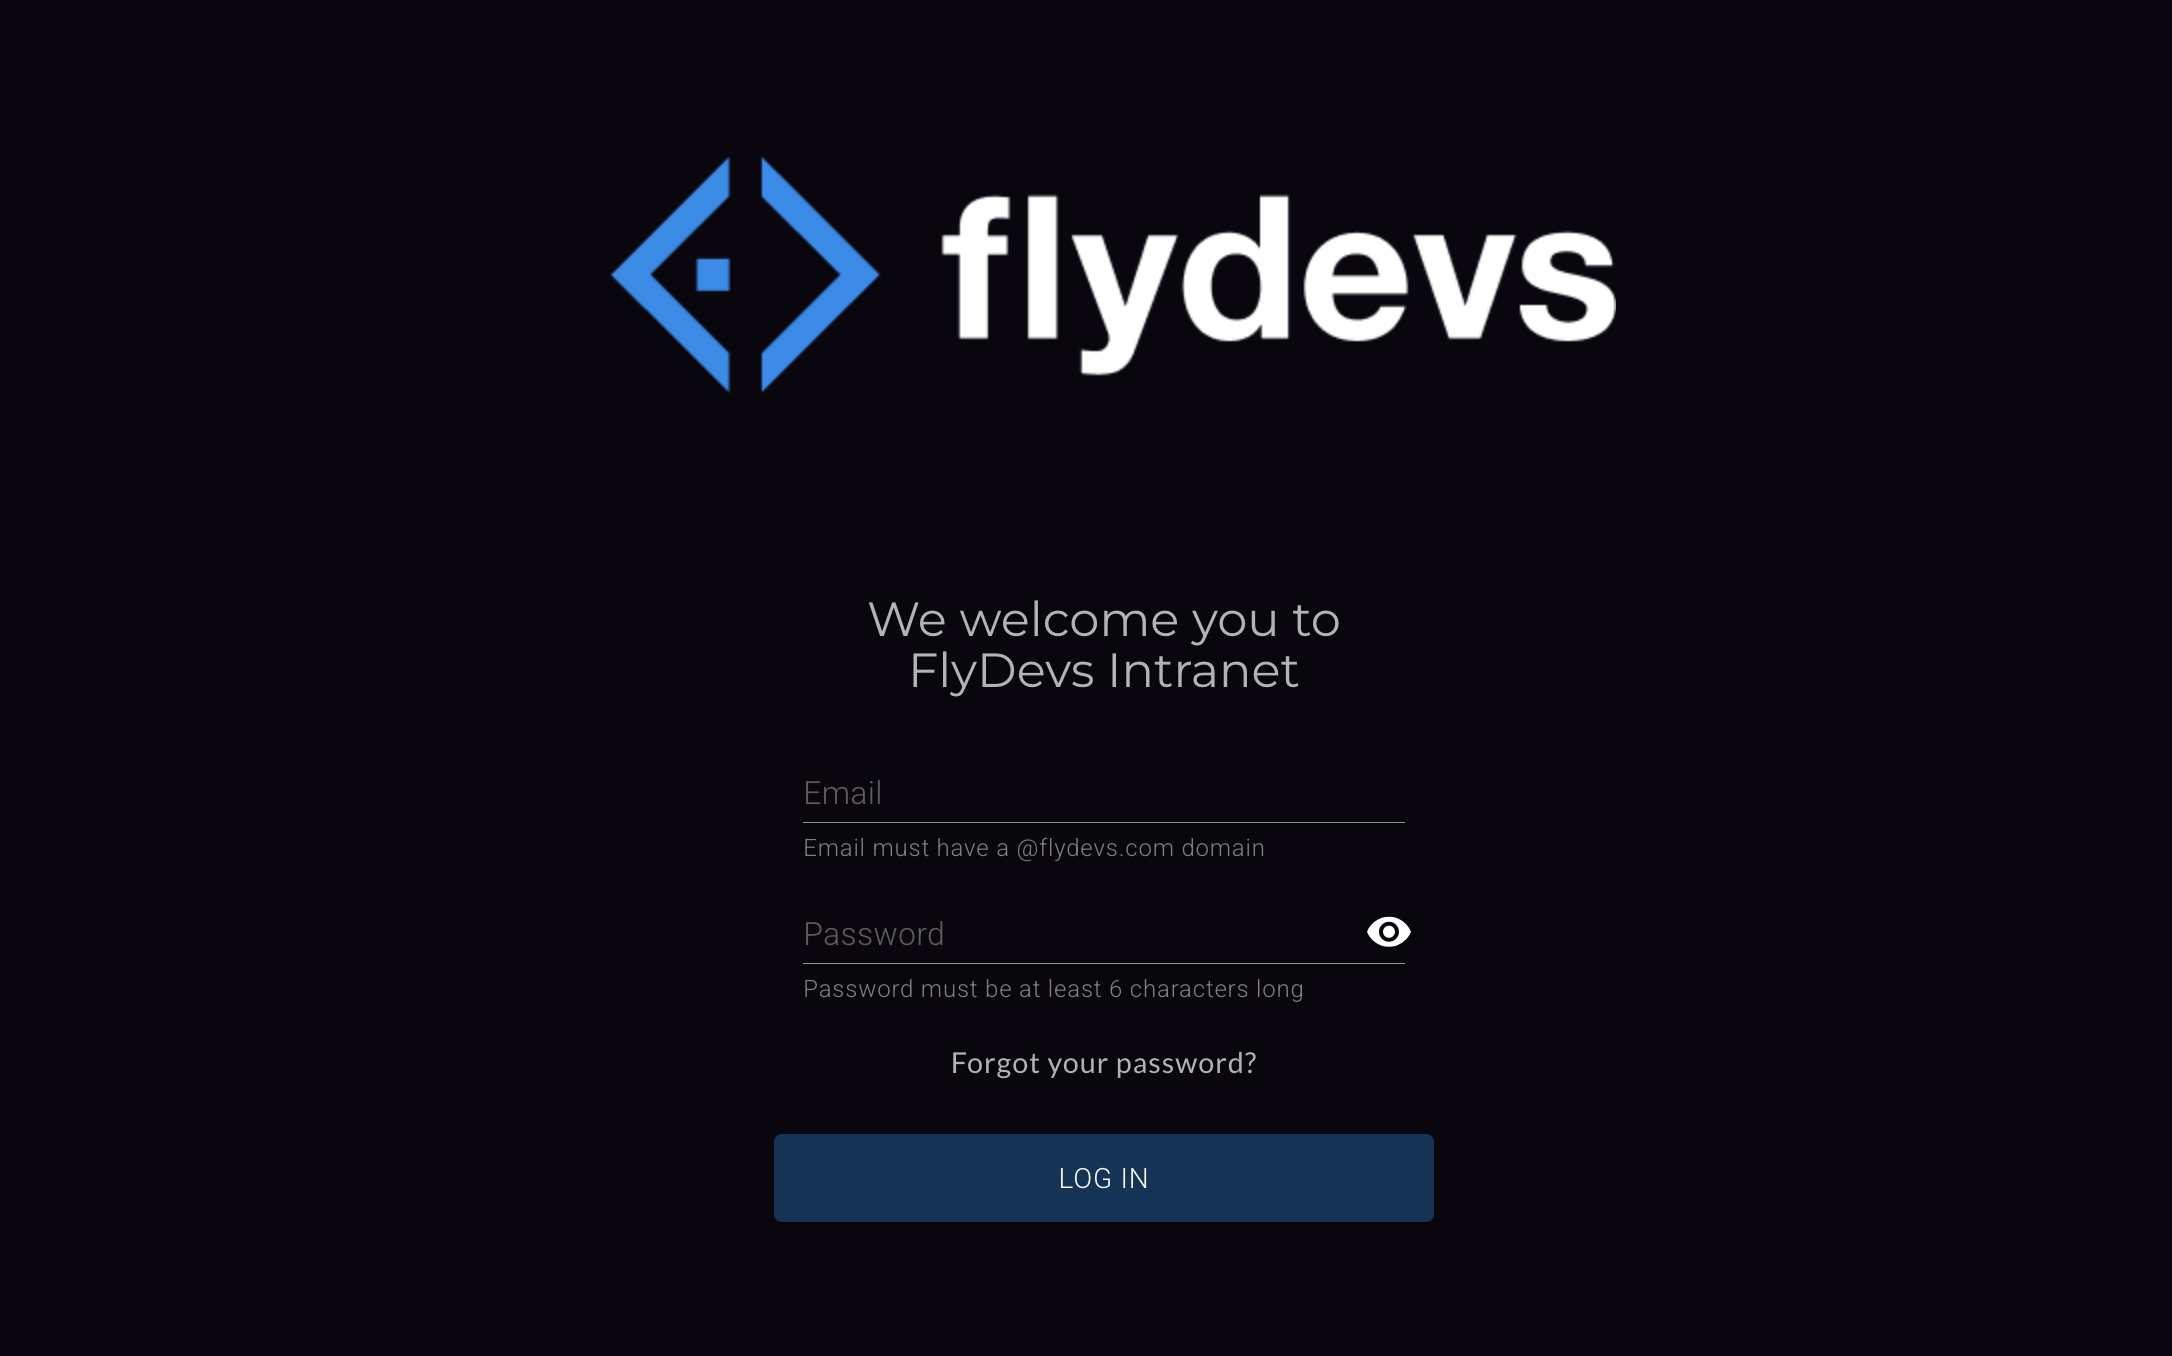 flydevs
We welcome you to
FlyDevs Intranet
Email
Email must have a @flydevs.com domain
Password
Password must be at least 6 characters long
Forgot your password?
LOG IN